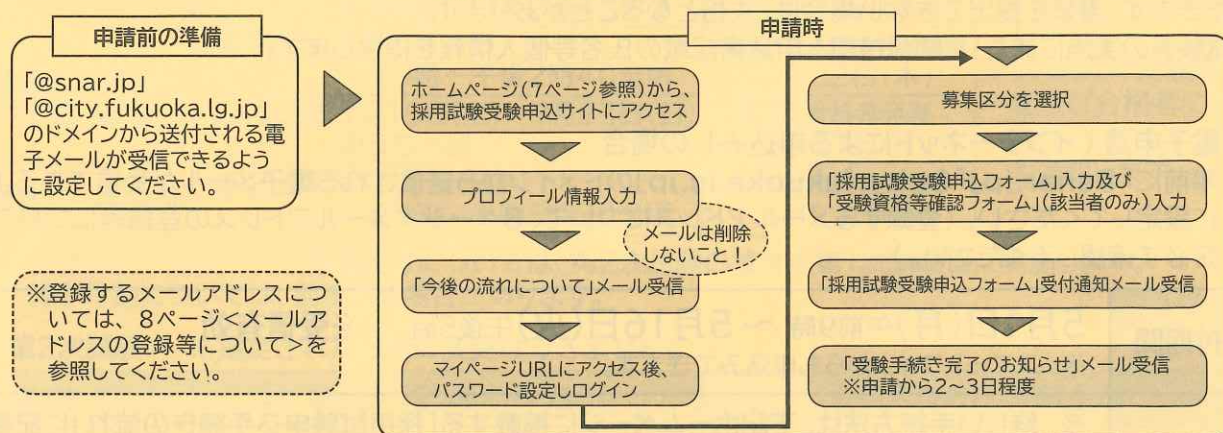 申請前の準備
「@snar.jp」
「@city.fukuoka.lg.jp」
のドメインから送付される電
子メールが受信できるよう
に設定してください。
※登録するメールアドレスにつ
いては、8ページ<メールア
ドレスの登録等について>を
参照してください。
申請時
ホームページ(7ページ参照)から、
採用試験受験申込サイトにアクセス
プロフィール情報入力
メールは削除
しないこと!
「今後の流れについて」メール受信
マイページURLにアクセス後、
パスワード設定しログイン
募集区分を選択
「採用試験受験申込フォーム」入力及び
「受験資格等確認フォーム」(該当者のみ)入力
「採用試験受験申込フォーム」受付通知メール受信
「受験手続き完了のお知らせ」メール受信
※申請から2~3日程度